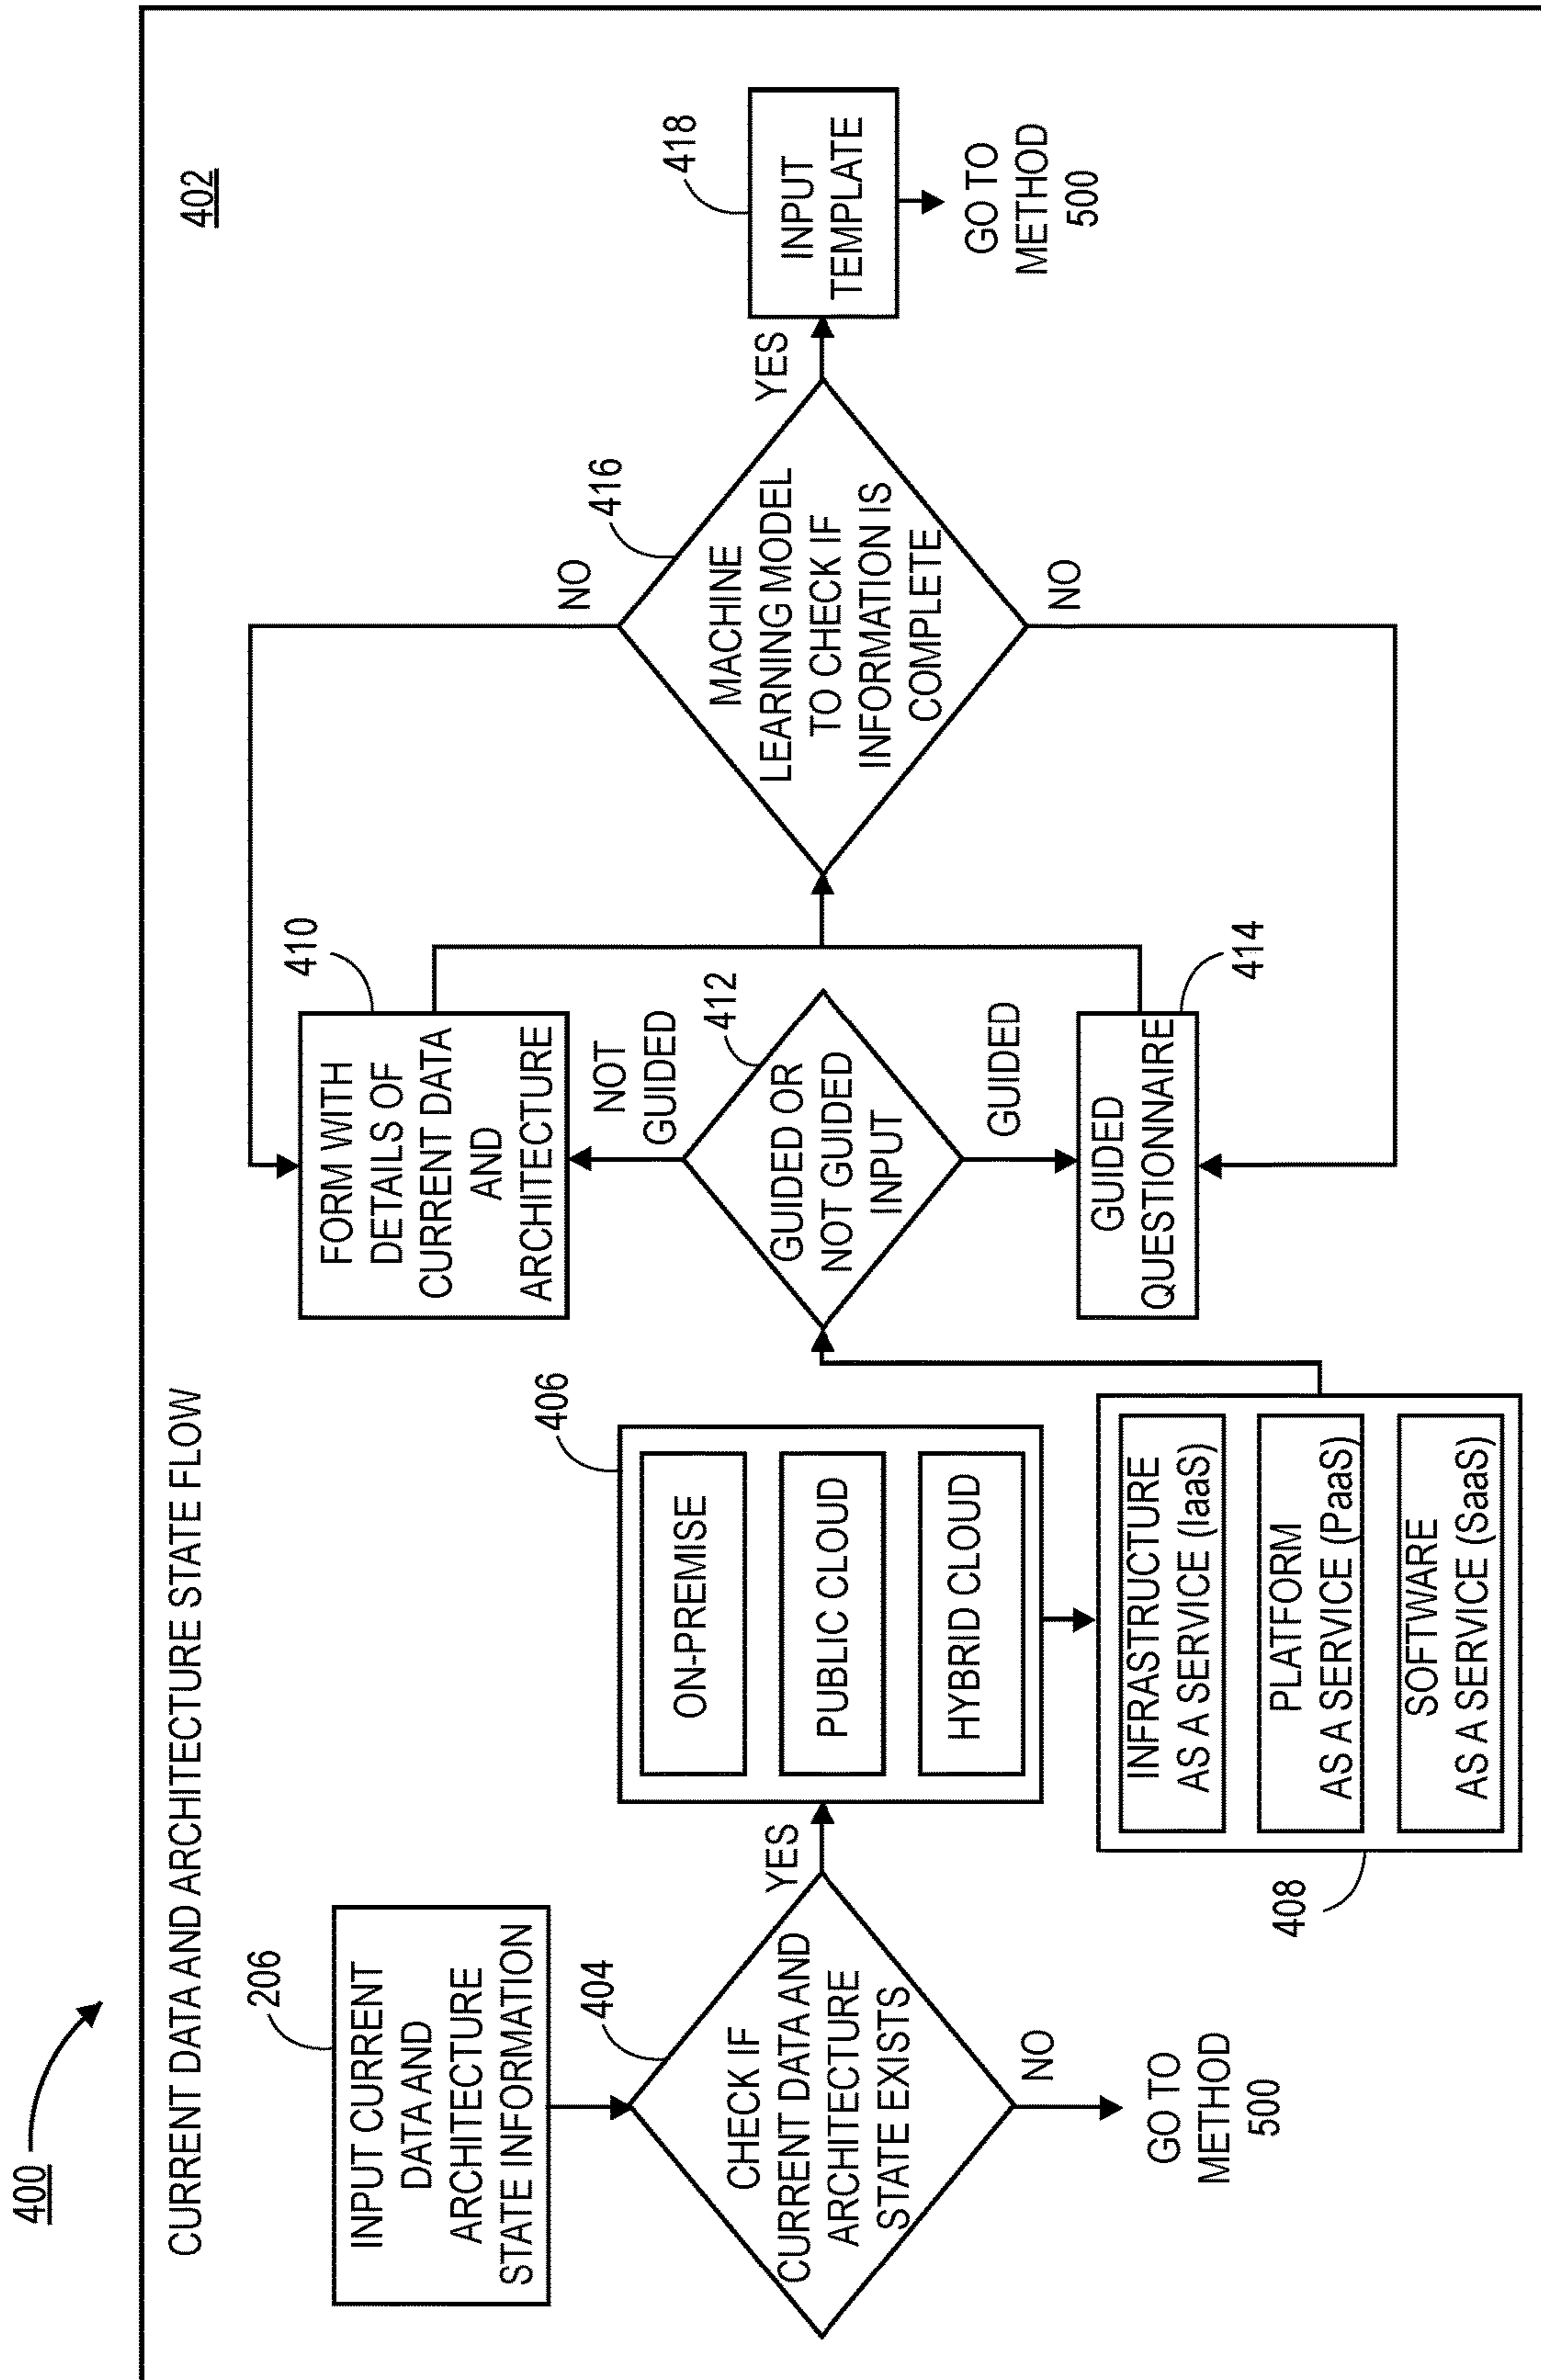 400
CURRENT DATA AND ARCHITECTURE STATE FLOW
402
206
INPUT CURRENT
DATA AND
ARCHITECTURE
STATE INFORMATION
404
CHECK IF
CURRENT DATA AND
ARCHITECTURE
STATE EXISTS
YES
NO
GO TO
METHOD
500
406
ON-PREMISE
PUBLIC CLOUD
HYBRID CLOUD
408
INFRASTRUCTURE
AS A SERVICE (IaaS)
PLATFORM
AS A SERVICE (PaaS)
SOFTWARE
AS A SERVICE (SaaS)
410
FORM WITH
DETAILS OF
CURRENT DATA
AND
ARCHITECTURE
NOT
GUIDED
412
GUIDED OR
NOT GUIDED
INPUT
GUIDED
GUIDED
QUESTIONNAIRE
414
NO
416
MACHINE
LEARNING MODEL
TO CHECK IF
INFORMATION IS
COMPLETE
NO
YES
418
INPUT
TEMPLATE
GO TO
METHOD
500